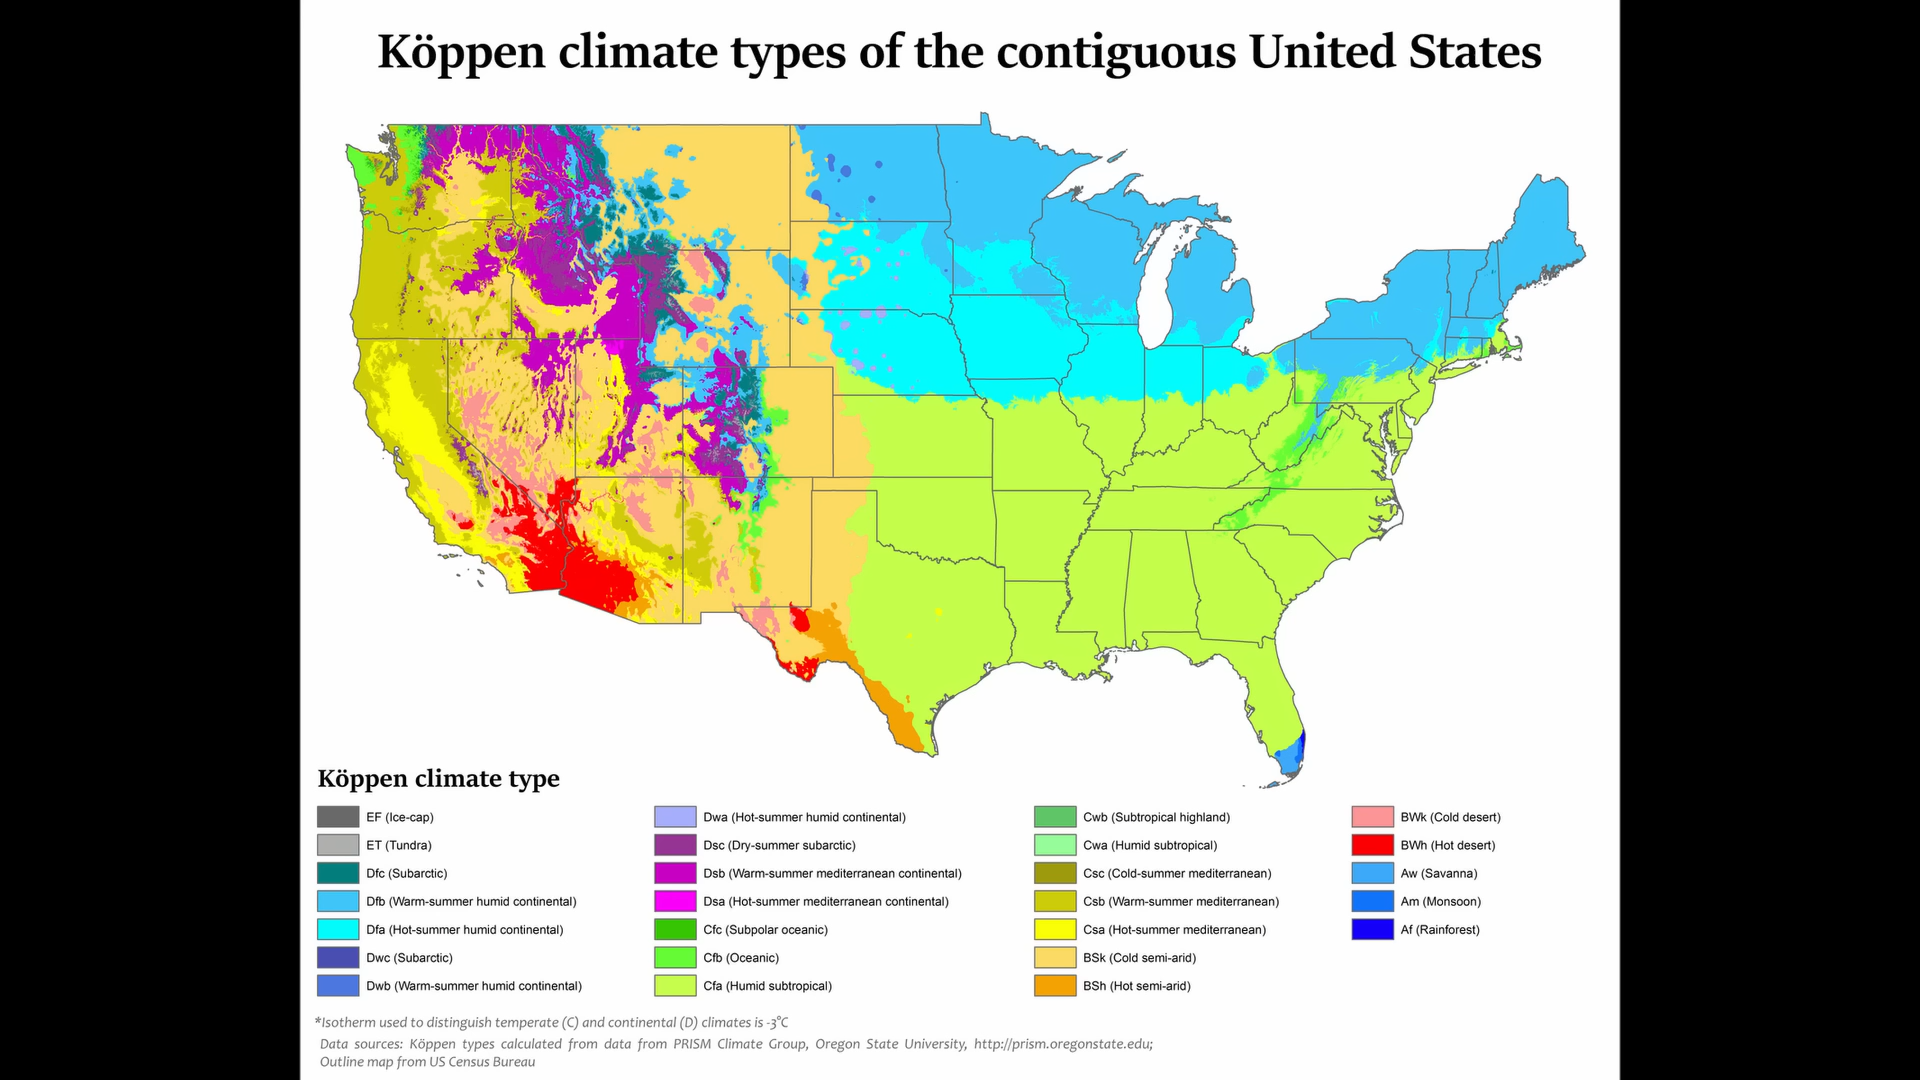 Köppen climate types of the contiguous United States
Köppen climate type
EF (Ice-cap)
ET (Tundra)
Dfc (Subarctic)
Dfb (Warm-summer humid continental)
Dfa (Hot-summer humid continental)
Dwc (Subarctic)
Dwb (Warm-summer humid continental)
Dwa (Hot-summer humid continental)
Dsc (Dry-summer subarctic)
Dsb (Warm-summer mediterranean continental)
Dsa (Hot-summer mediterranean continental)
Cfc (Subpolar oceanic)
Cfb (Oceanic)
Cfa (Humid subtropical)
Cwb (Subtropical highland)
Cwa (Humid subtropical)
Csc (Cold-summer mediterranean)
Csb (Warm-summer mediterranean)
Csa (Hot-summer mediterranean)
BSk (Cold semi-arid)
BSh (Hot semi-arid)
BWk (Cold desert)
BWh (Hot desert)
Aw (Savanna)
Am (Monsoon)
Af (Rainforest)
*Isotherm used to distinguish temperate (C) and continental (D) climates is -3°C
Data sources: Köppen types calculated from data from PRISM Climate Group, Oregon State University, http://prism.oregonstate.edu;
Outline map from US Census Bureau